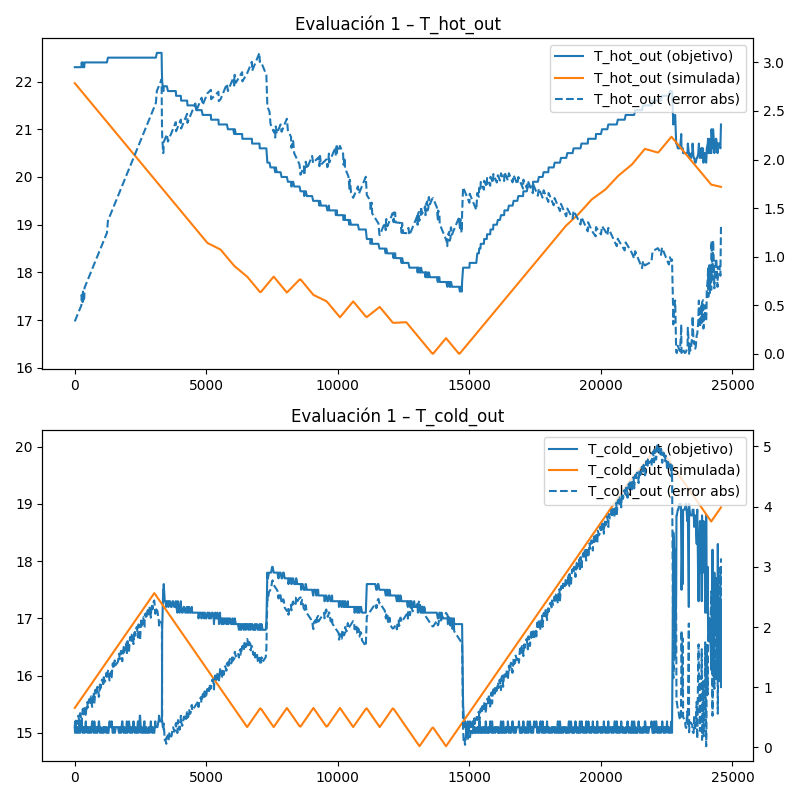 Evaluación 1 – T_hot_out
T_hot_out (objetivo)
T_hot_out (simulada)
T_hot_out (error abs)
22
21
20
19
18
17
16
3.0
2.5
2.0
1.5
1.0
0.5
0.0
0 5000 10000 15000 20000 25000
Evaluación 1 – T_cold_out
T_cold_out (objetivo)
T_cold_out (simulada)
T_cold_out (error abs)
20
19
18
17
16
15
5
4
3
2
1
0
0 5000 10000 15000 20000 25000